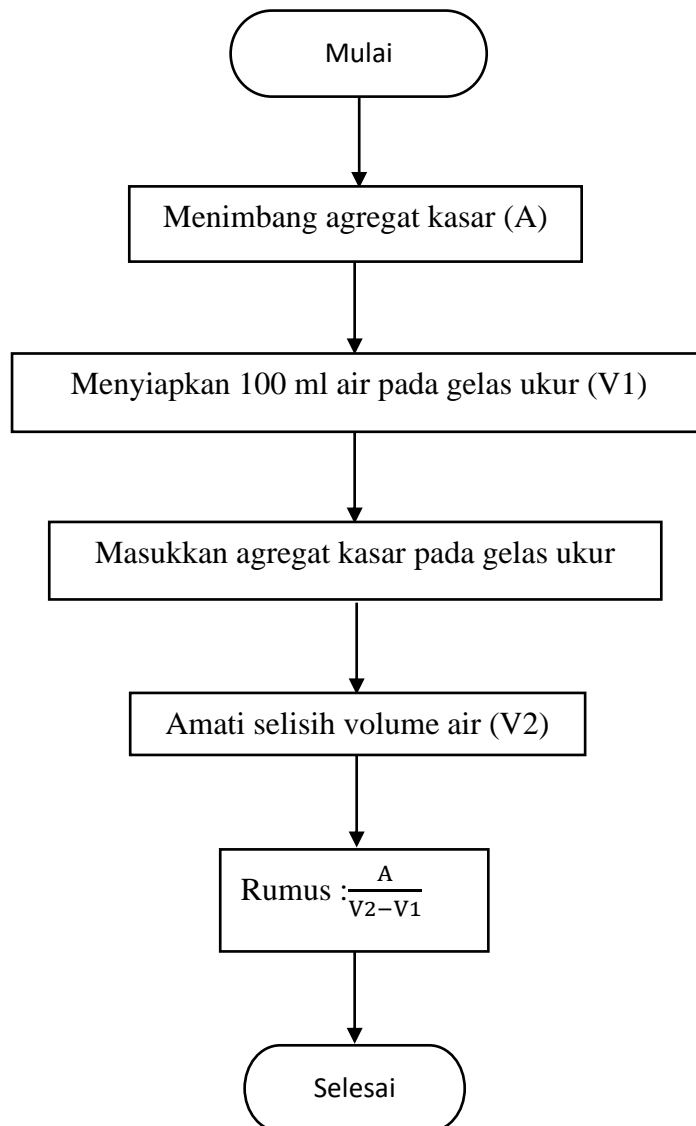 Mulai
Menimbang agregat kasar (A)
Menyiapkan 100 ml air pada gelas ukur (V1)
Masukkan agregat kasar pada gelas ukur
Amati selisih volume air (V2)
Rumus : A/(V2−V1)
Selesai